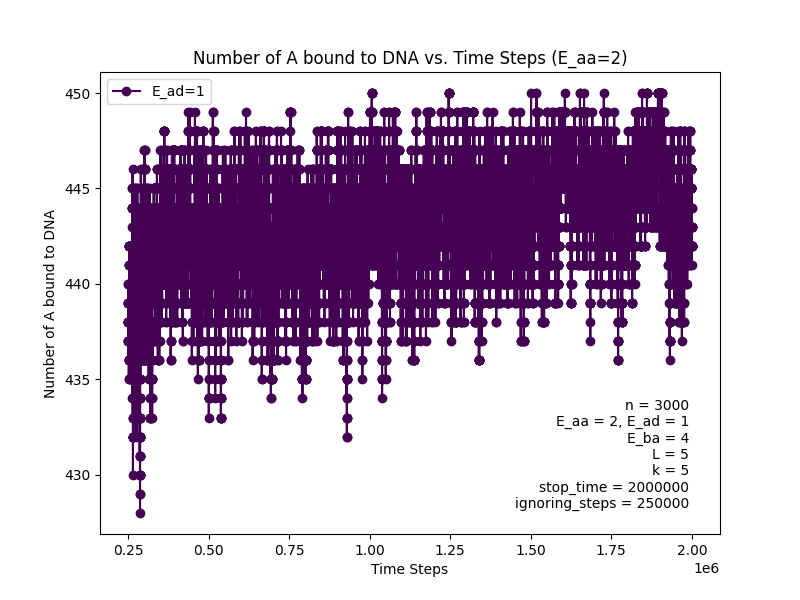 Number of A bound to DNA vs. Time Steps (E_aa=2)
E_ad=1
Number of A bound to DNA
450
445
440
435
430
n = 3000
E_aa = 2, E_ad = 1
E_ba = 4
L = 5
k = 5
stop_time = 2000000
ignoring_steps = 250000
0.25 0.50 0.75 1.00 1.25 1.50 1.75 2.00
1e6
Time Steps